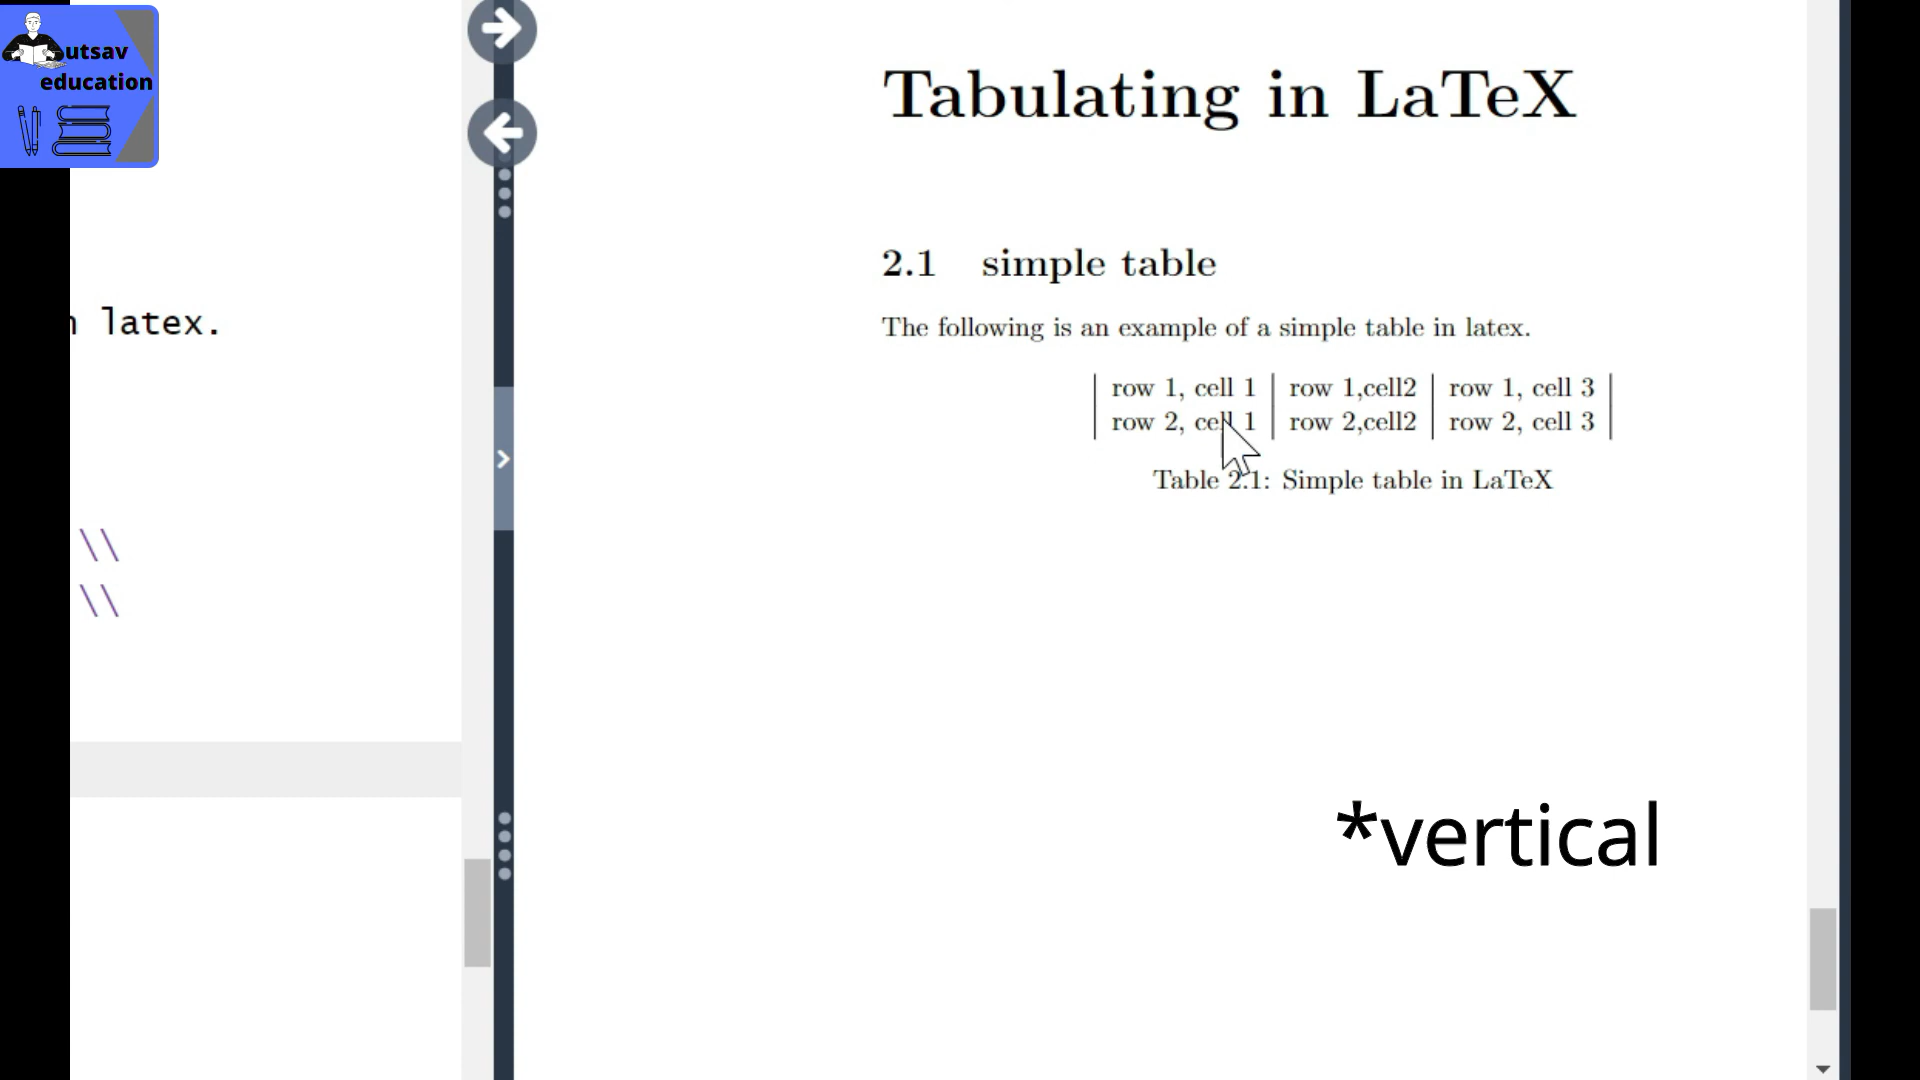 utsav
education
latex.
\\
\\
Tabulating in LaTeX
2.1 simple table
The following is an example of a simple table in latex.
row 1, cell 1 row 1,cell2 row 1, cell 3
row 2, cell 1 row 2,cell2 row 2, cell 3
Table 2.1: Simple table in LaTeX
*vertical